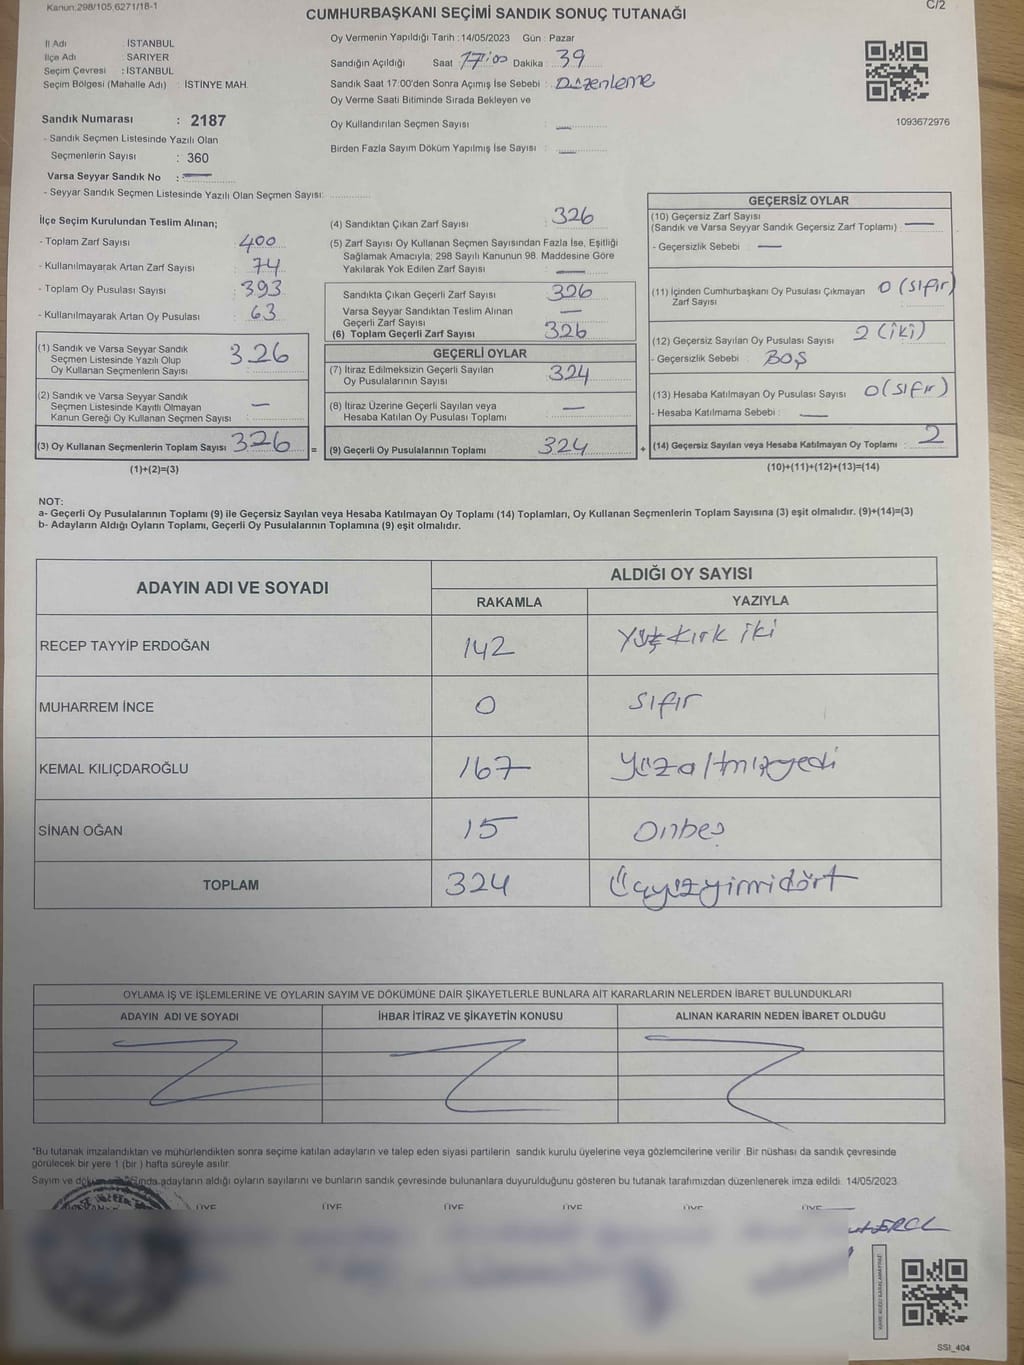 Kanun:298/105,6271/18-1
C/2
CUMHURBAŞKANI SEÇİMİ SANDIK SONUÇ TUTANAĞI
İl Adı : İSTANBUL
İlçe Adı : SARIYER
Seçim Çevresi : İSTANBUL
Seçim Bölgesi (Mahalle Adı) : İSTİNYE MAH.
Sandık Numarası : 2187
- Sandık Seçmen Listesinde Yazılı Olan
Seçmenlerin Sayısı : 360
Varsa Seyyar Sandık No : —
- Seyyar Sandık Seçmen Listesinde Yazılı Olan Seçmen Sayısı:
Oy Vermenin Yapıldığı Tarih : 14/05/2023 Gün : Pazar
Sandığın Açıldığı Saat 17:00 Dakika : 39
Sandık Saat 17:00'den Sonra Açımış İse Sebebi : Düzenleme
Oy Verme Saati Bitiminde Sırada Bekleyen ve
Oy Kullandırılan Seçmen Sayısı : —
Birden Fazla Sayım Döküm Yapılmış İse Sayısı : —
1093672976
İlçe Seçim Kurulundan Teslim Alınan;
- Toplam Zarf Sayısı : 400
- Kullanılmayarak Artan Zarf Sayısı : 74
- Toplam Oy Pusulası Sayısı : 393
- Kullanılmayarak Artan Oy Pusulası : 63
(1) Sandık ve Varsa Seyyar Sandık
Seçmen Listesinde Yazılı Olup
Oy Kullanan Seçmenlerin Sayısı : 326
(2) Sandık ve Varsa Seyyar Sandık
Seçmen Listesinde Kayıtlı Olmayan
Kanun Gereği Oy Kullanan Seçmen Sayısı : —
(3) Oy Kullanan Seçmenlerin Toplam Sayısı : 326 =
(1)+(2)=(3)
(4) Sandıktan Çıkan Zarf Sayısı : 326
(5) Zarf Sayısı Oy Kullanan Seçmen Sayısından Fazla İse, Eşitliği
Sağlamak Amacıyla; 298 Sayılı Kanunun 98. Maddesine Göre
Yakılarak Yok Edilen Zarf Sayısı : —
Sandıkta Çıkan Geçerli Zarf Sayısı : 326
Varsa Seyyar Sandıktan Teslim Alınan
Geçerli Zarf Sayısı : —
(6) Toplam Geçerli Zarf Sayısı : 326
GEÇERLİ OYLAR
(7) İtiraz Edilmeksizin Geçerli Sayılan
Oy Pusulalarının Sayısı : 324
(8) İtiraz Üzerine Geçerli Sayılan veya
Hesaba Katılan Oy Pusulası Toplamı : —
(9) Geçerli Oy Pusulalarının Toplamı : 324 +
GEÇERSİZ OYLAR
(10) Geçersiz Zarf Sayısı
(Sandık ve Varsa Seyyar Sandık Geçersiz Zarf Toplamı) : —
- Geçersizlik Sebebi : —
(11) İçinden Cumhurbaşkanı Oy Pusulası Çıkmayan 0 (sıfır)
Zarf Sayısı
(12) Geçersiz Sayılan Oy Pusulası Sayısı : 2 (iki)
- Geçersizlik Sebebi : BOŞ
(13) Hesaba Katılmayan Oy Pusulası Sayısı : 0 (sıfır)
- Hesaba Katılmama Sebebi : —
(14) Geçersiz Sayılan veya Hesaba Katılmayan Oy Toplamı : 2
(10)+(11)+(12)+(13)=(14)
NOT:
a- Geçerli Oy Pusulalarının Toplamı (9) ile Geçersiz Sayılan veya Hesaba Katılmayan Oy Toplamı (14) Toplamları, Oy Kullanan Seçmenlerin Toplam Sayısına (3) eşit olmalıdır. (9)+(14)=(3)
b- Adayların Aldığı Oyların Toplamı, Geçerli Oy Pusulalarının Toplamına (9) eşit olmalıdır.
ADAYIN ADI VE SOYADI
ALDIĞI OY SAYISI
RAKAMLA YAZIYLA
RECEP TAYYİP ERDOĞAN 142 Yüz kırk iki
MUHARREM İNCE 0 Sıfır
KEMAL KILIÇDAROĞLU 167 Yüzaltmışyedi
SİNAN OĞAN 15 Onbeş
TOPLAM 324 Üçyüzyirmidört
OYLAMA İŞ VE İŞLEMLERİNE VE OYLARIN SAYIM VE DÖKÜMÜNE DAİR ŞİKAYETLERLE BUNLARA AİT KARARLARIN NELERDEN İBARET BULUNDUKLARI
ADAYIN ADI VE SOYADI İHBAR İTİRAZ VE ŞİKAYETİN KONUSU ALINAN KARARIN NEDEN İBARET OLDUĞU
*Bu tutanak imzalandıktan ve mühürlendikten sonra seçime katılan adayların ve talep eden siyasi partilerin sandık kurulu üyelerine veya gözlemcilerine verilir. Bir nüshası da sandık çevresinde
görülecek bir yere 1 (bir) hafta süreyle asılır.
Sayım ve adayların aldığı oyların sayılarını ve bunların sandık çevresinde bulunanlara duyurulduğunu gösteren bu tutanak tarafımızdan düzenlenerek imza edildi. 14/05/2023
ÜYE ÜYE ÜYE ÜYE ÜYE ÜYE
SSI_404